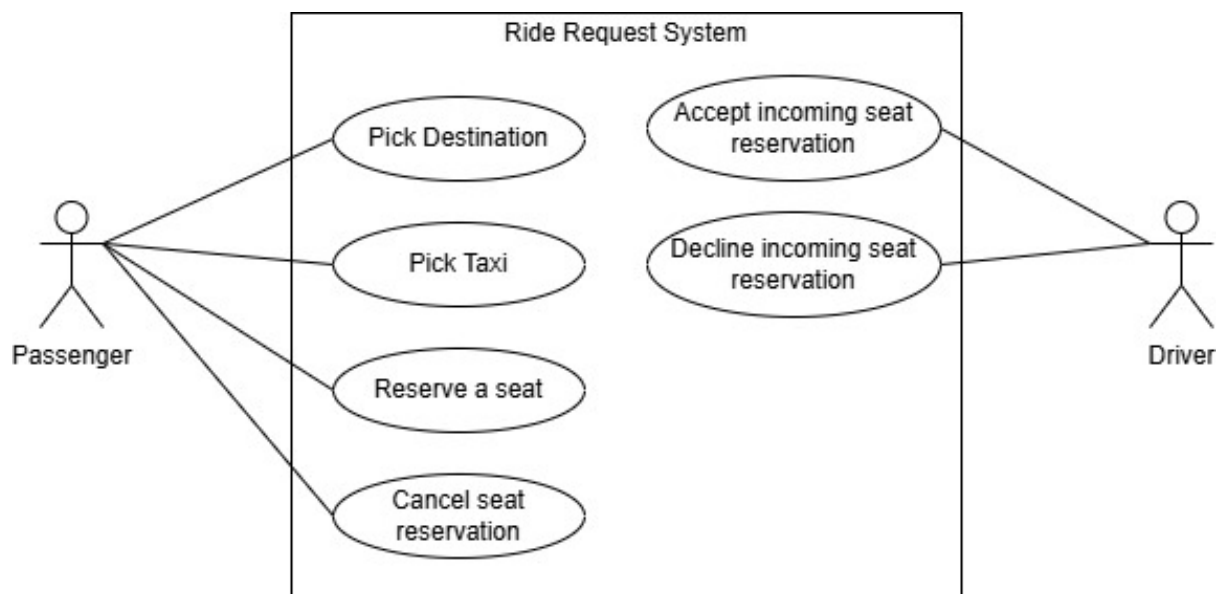 Ride Request System
Pick Destination
Accept incoming seat
reservation
Pick Taxi
Decline incoming seat
reservation
Passenger
Driver
Reserve a seat
Cancel seat
reservation